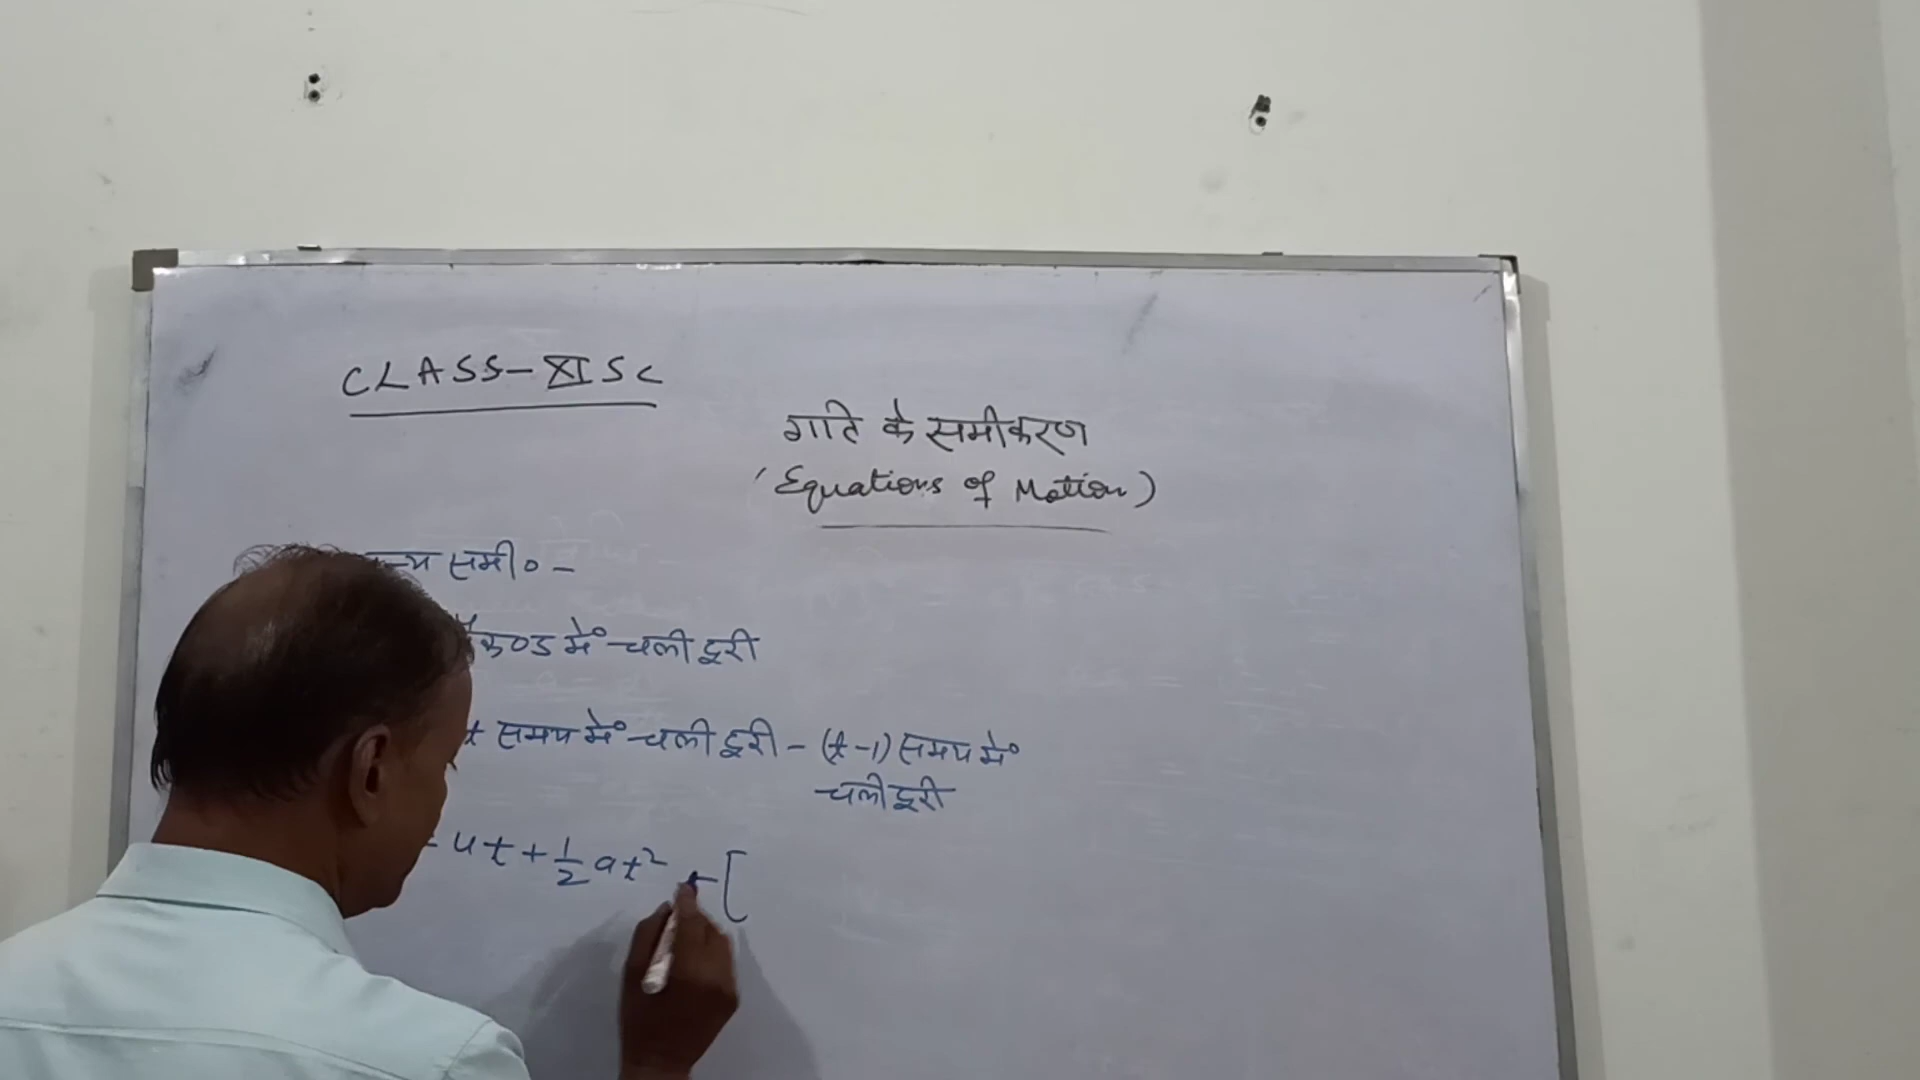 CLASS-XI SC
गति के समीकरण
(Equations of Motion)
समी० -
में चली दूरी
t समय में चली दूरी - (t-1) समय में
चली दूरी
= ut + 1/2 at² - [